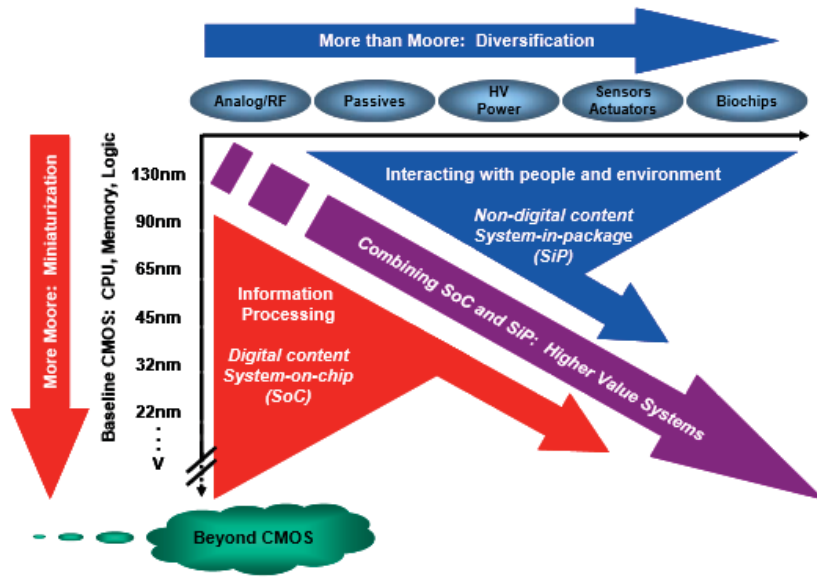 More than Moore: Diversification
Analog/RF
Passives
HV
Power
Sensors
Actuators
Biochips
More Moore: Miniaturization
Baseline CMOS: CPU, Memory, Logic
130nm
90nm
65nm
45nm
32nm
22nm
V
Interacting with people and environment
Non-digital content
System-in-package
(SiP)
Combining SoC and SiP: Higher Value Systems
Information
Processing
Digital content
System-on-chip
(SoC)
Beyond CMOS